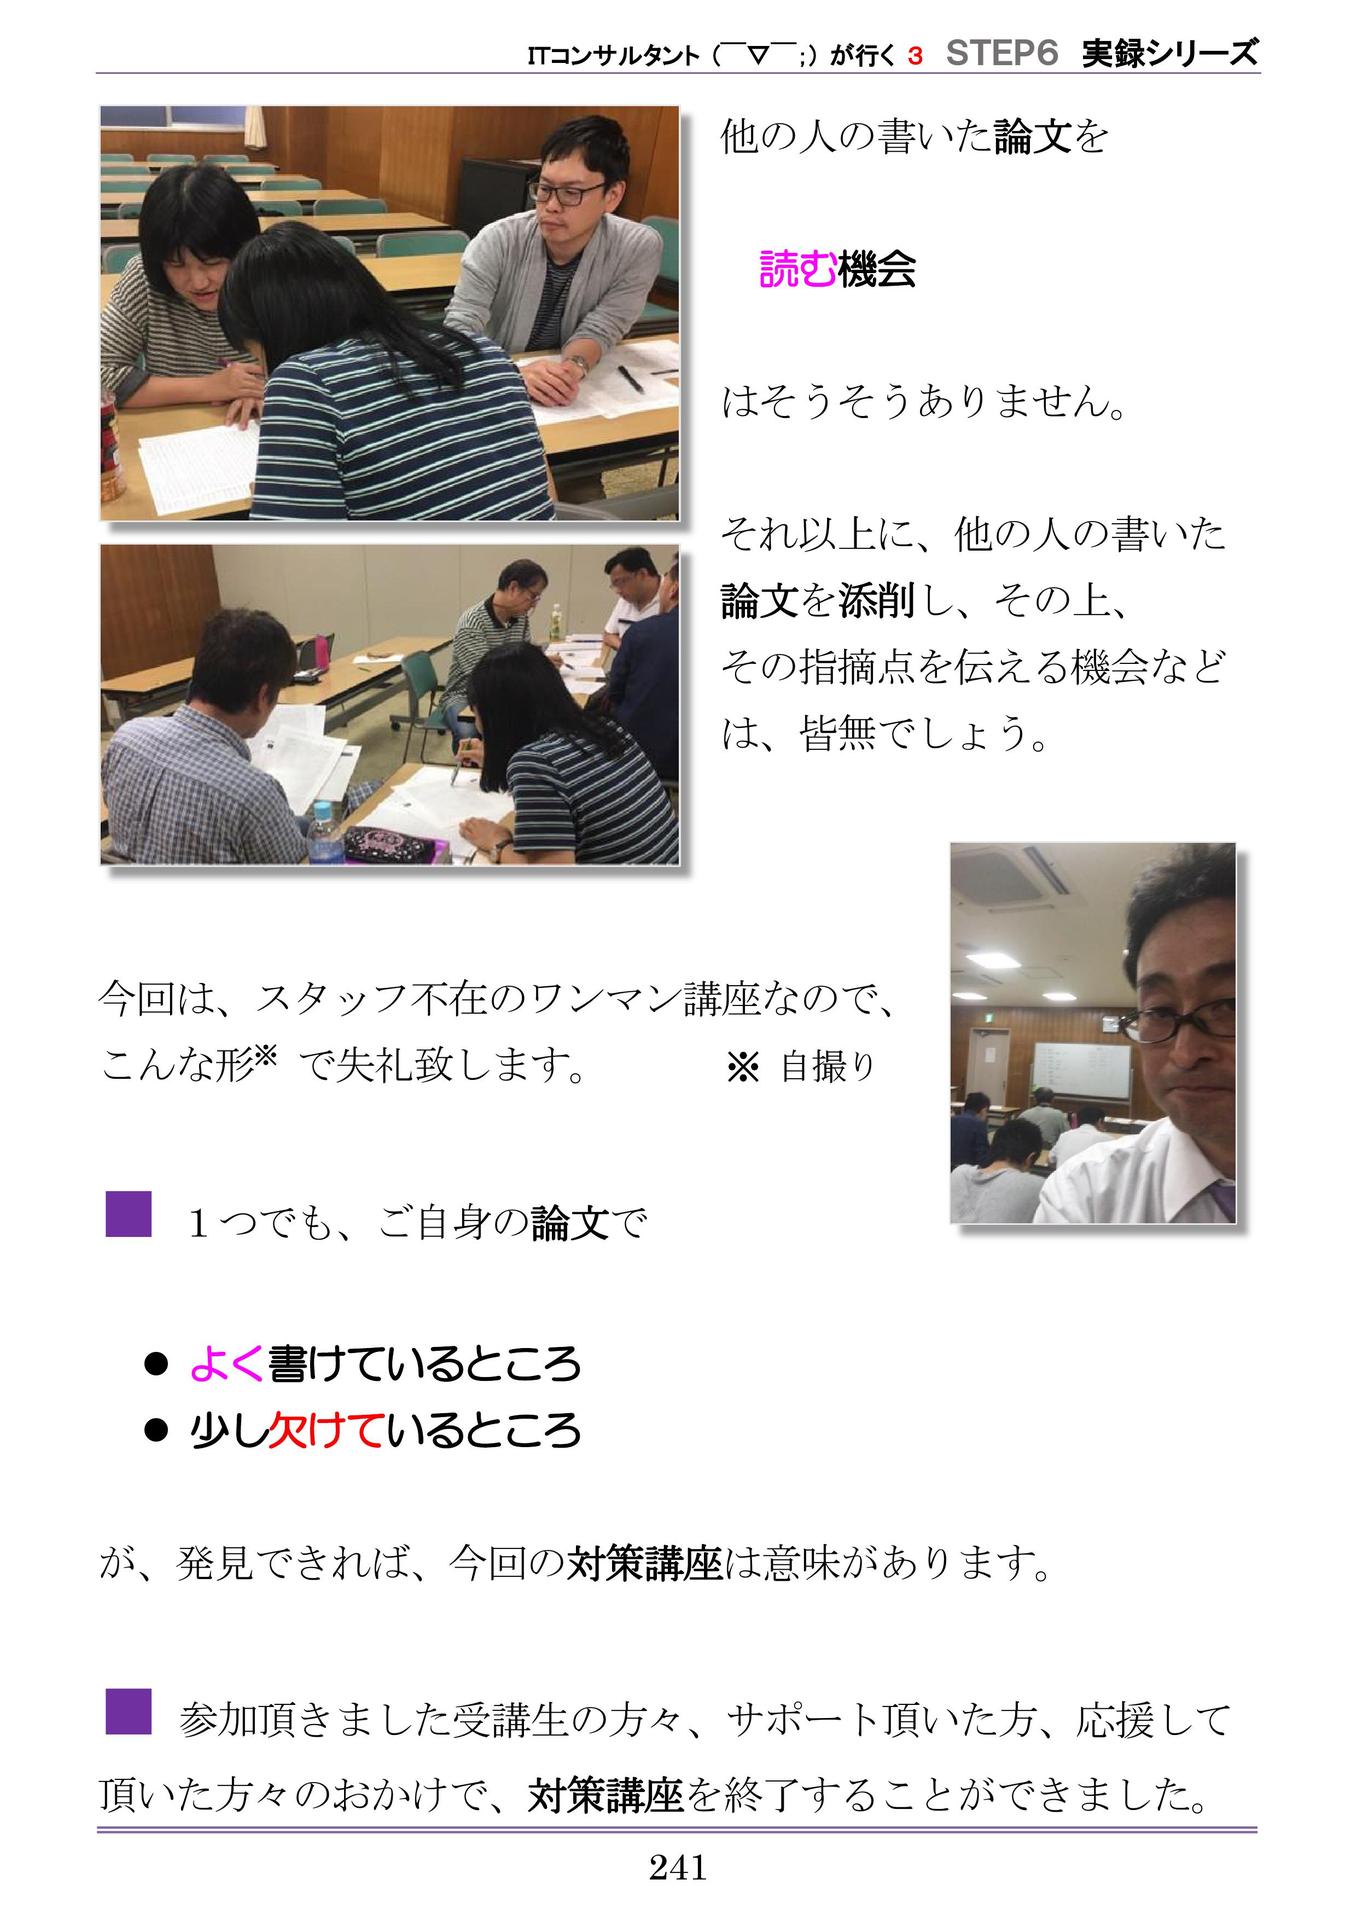 ITコンサルタント（￣▽￣;）が行く 3 STEP6 実録シリーズ
他の人の書いた論文を
読む機会
はそうそうありません。
それ以上に、他の人の書いた
論文を添削し、その上、
その指摘点を伝える機会など
は、皆無でしょう。
今回は、スタッフ不在のワンマン講座なので、
こんな形※ で失礼致します。 ※ 自撮り
■ １つでも、ご自身の論文で
● よく書けているところ
● 少し欠けているところ
が、発見できれば、今回の対策講座は意味があります。
■ 参加頂きました受講生の方々、サポート頂いた方、応援して
頂いた方々のおかけで、対策講座を終了することができました。
241